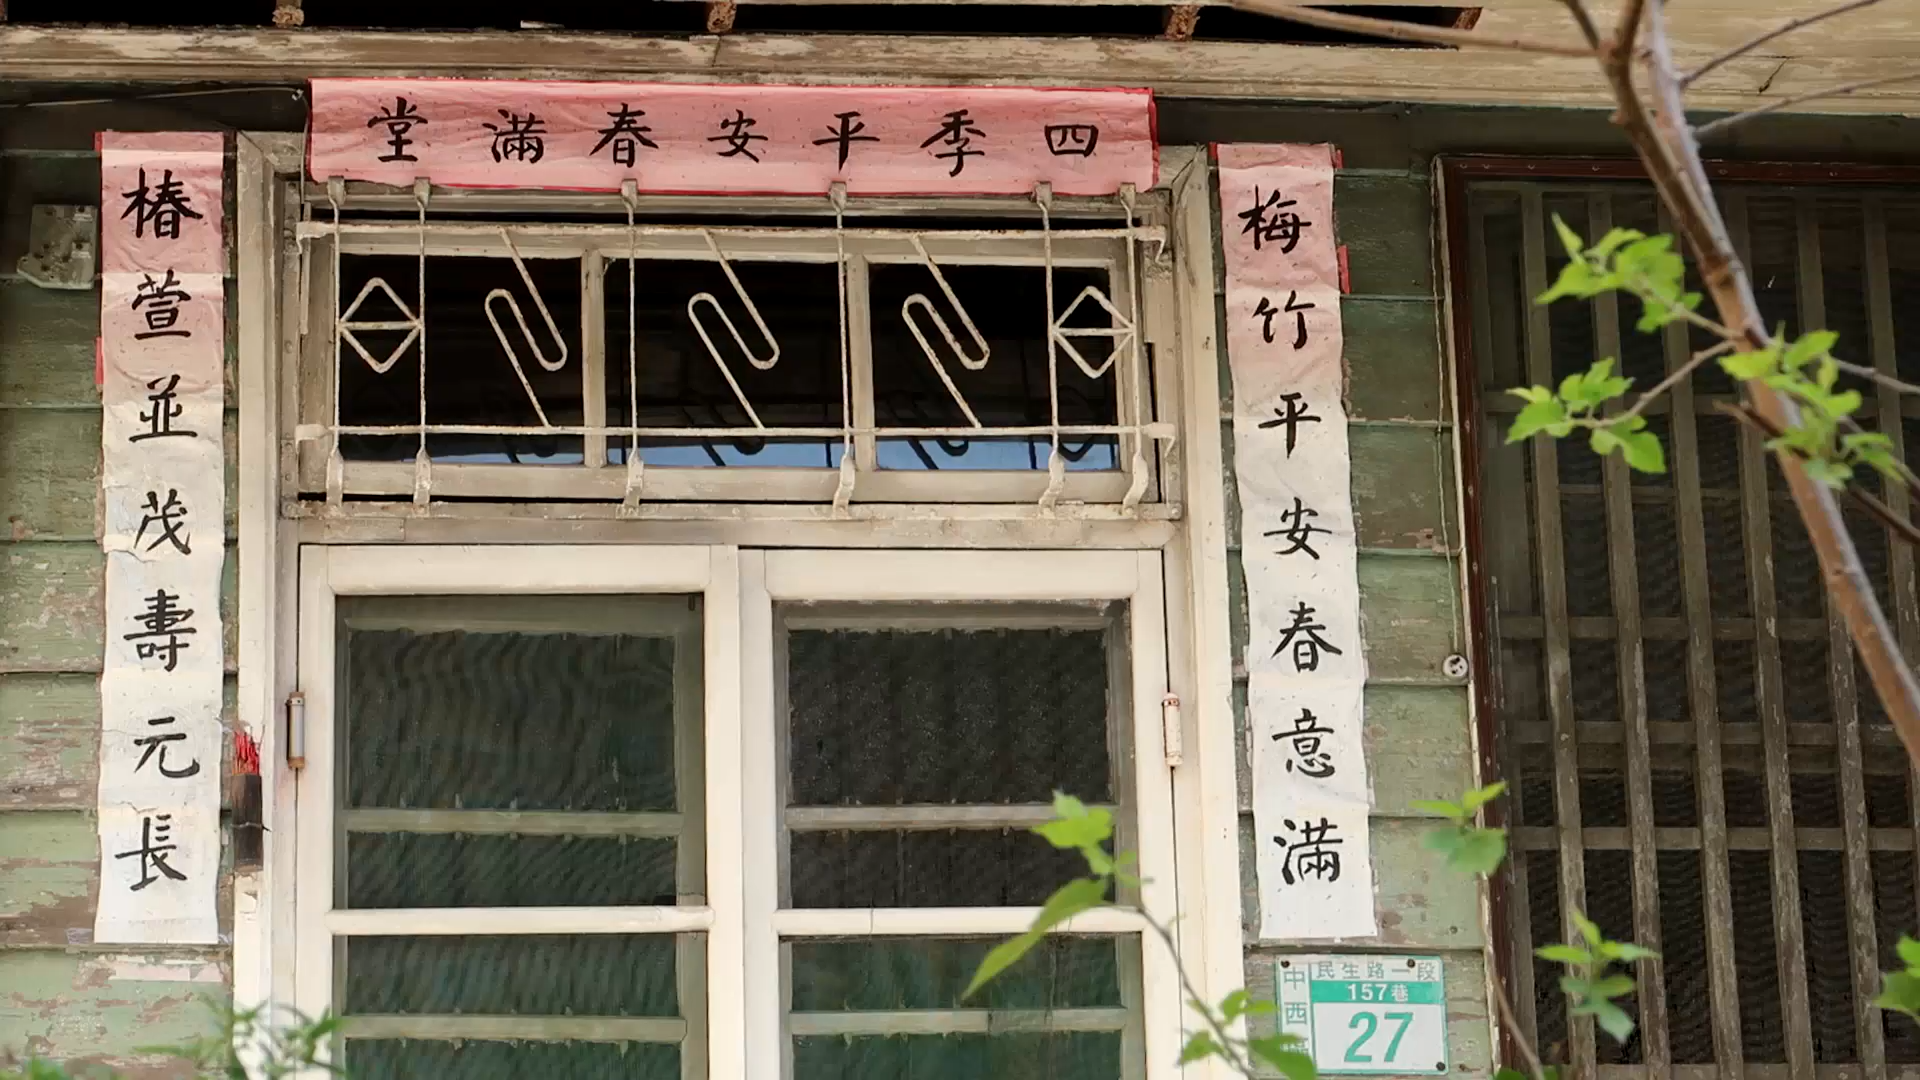 四季平安春滿堂
梅竹平安春意滿
椿萱並茂壽元長
中西區
民生路一段
157巷
27